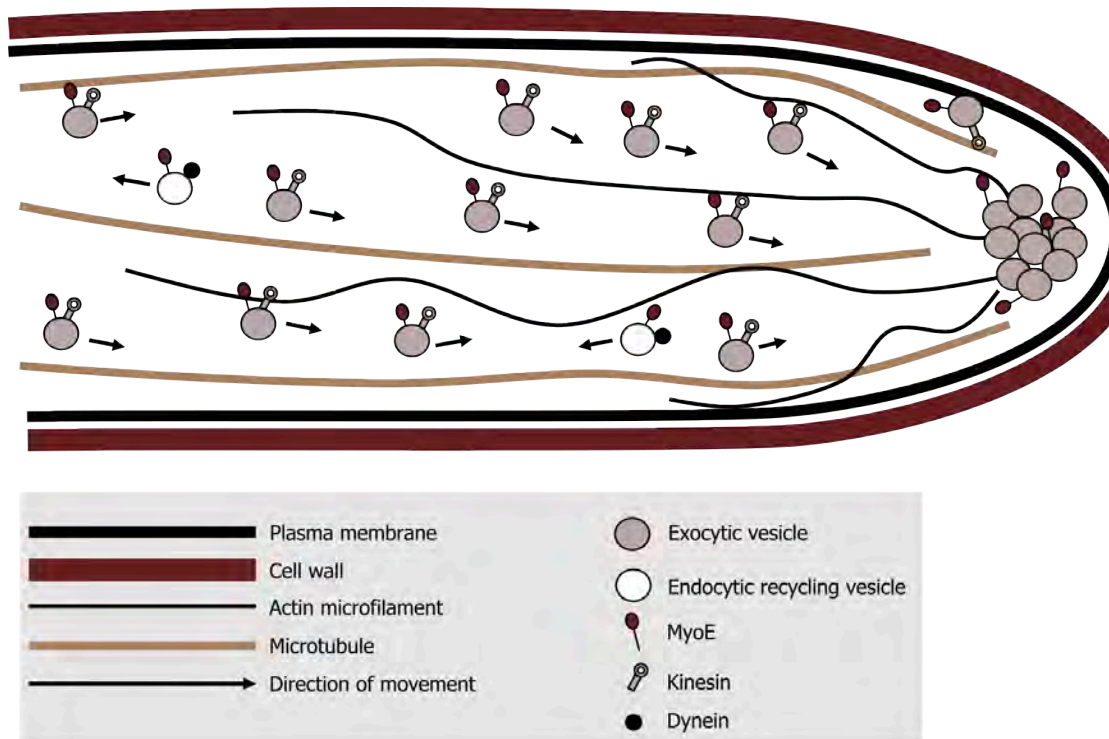 Plasma membrane
Cell wall
Actin microfilament
Microtubule
Direction of movement
Exocytic vesicle
Endocytic recycling vesicle
MyoE
Kinesin
Dynein